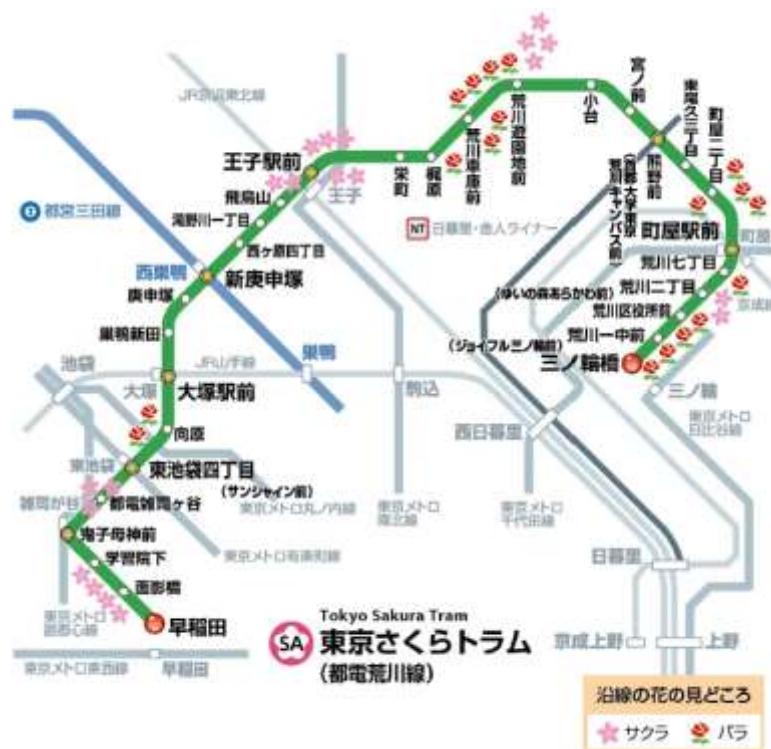 JR京浜東北線
王子駅前
飛鳥山
滝野川一丁目
西ヶ原四丁目
都営三田線
西巣鴨
新庚申塚
庚申塚
巣鴨新田
池袋
大塚
大塚駅前
JR山手線
巣鴨
駒込
向原
東池袋
東池袋四丁目
(サンシャイン前)
雑司が谷
都電雑司ヶ谷
鬼子母神前
学習院下
面影橋
早稲田
東京メトロ
副都心線
東京メトロ東西線
早稲田
東京メトロ有楽町線
東京メトロ丸ノ内線
東京メトロ
南北線
東京メトロ
千代田線
王子
栄町
梶原
荒川車庫前
荒川遊園地前
小台
宮ノ前
熊野前
(首都大学東京
荒川キャンパス前)
東尾久三丁目
町屋二丁目
町屋駅前
町屋
京成線
NT
日暮里・舎人ライナー
荒川七丁目
荒川二丁目
(ゆいの森あらかわ前)
荒川区役所前
荒川一中前
(ジョイフル三ノ輪前)
三ノ輪橋
三ノ輪
東京メトロ
日比谷線
西日暮里
日暮里
京成上野
上野
SA
Tokyo Sakura Tram
東京さくらトラム
(都電荒川線)
沿線の花の見どころ
サクラ
バラ